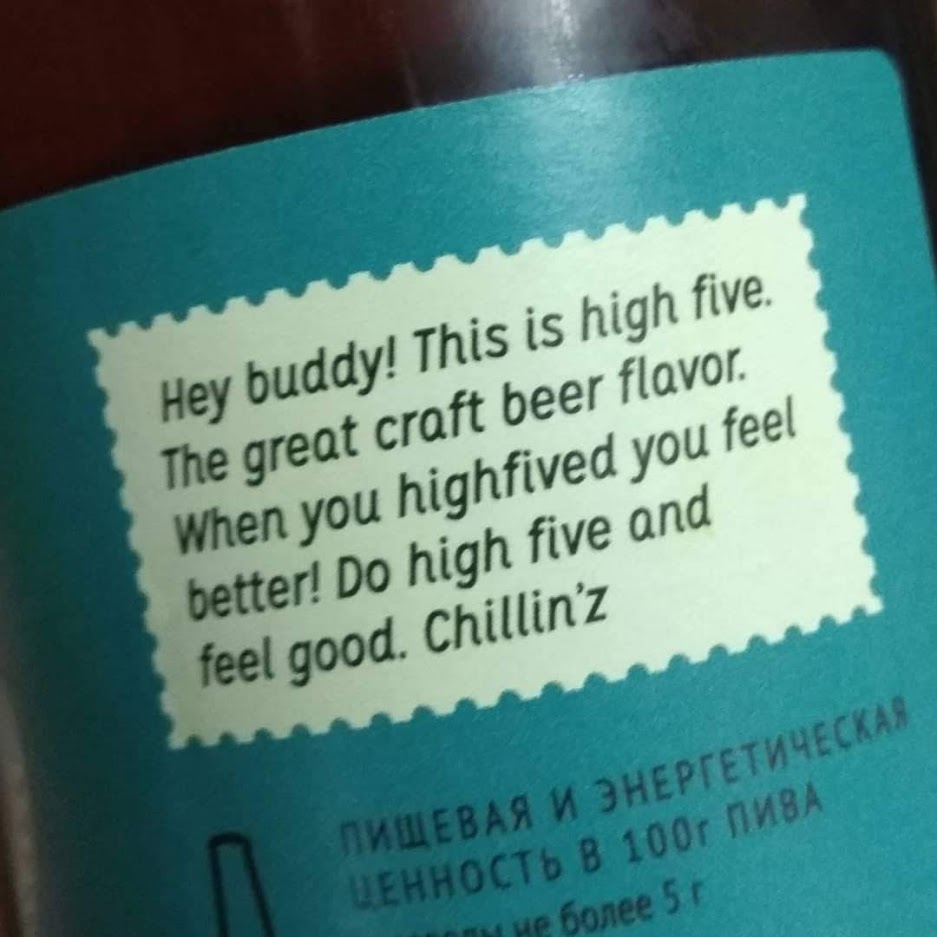 Hey buddy! This is high five.
The great craft beer flavor.
When you highfived you feel
better! Do high five and
feel good. Chillin'z
ПИЩЕВАЯ И ЭНЕРГЕТИЧЕСКАЯ
ЦЕННОСТЬ В 100г ПИВА
не более 5 г